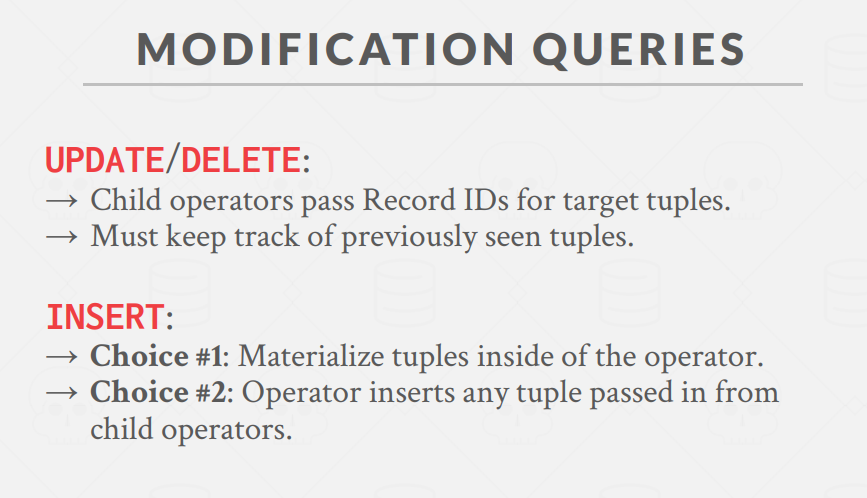 MODIFICATION QUERIES
UPDATE/DELETE:
→ Child operators pass Record IDs for target tuples.
→ Must keep track of previously seen tuples.
INSERT:
→ Choice #1: Materialize tuples inside of the operator.
→ Choice #2: Operator inserts any tuple passed in from
child operators.